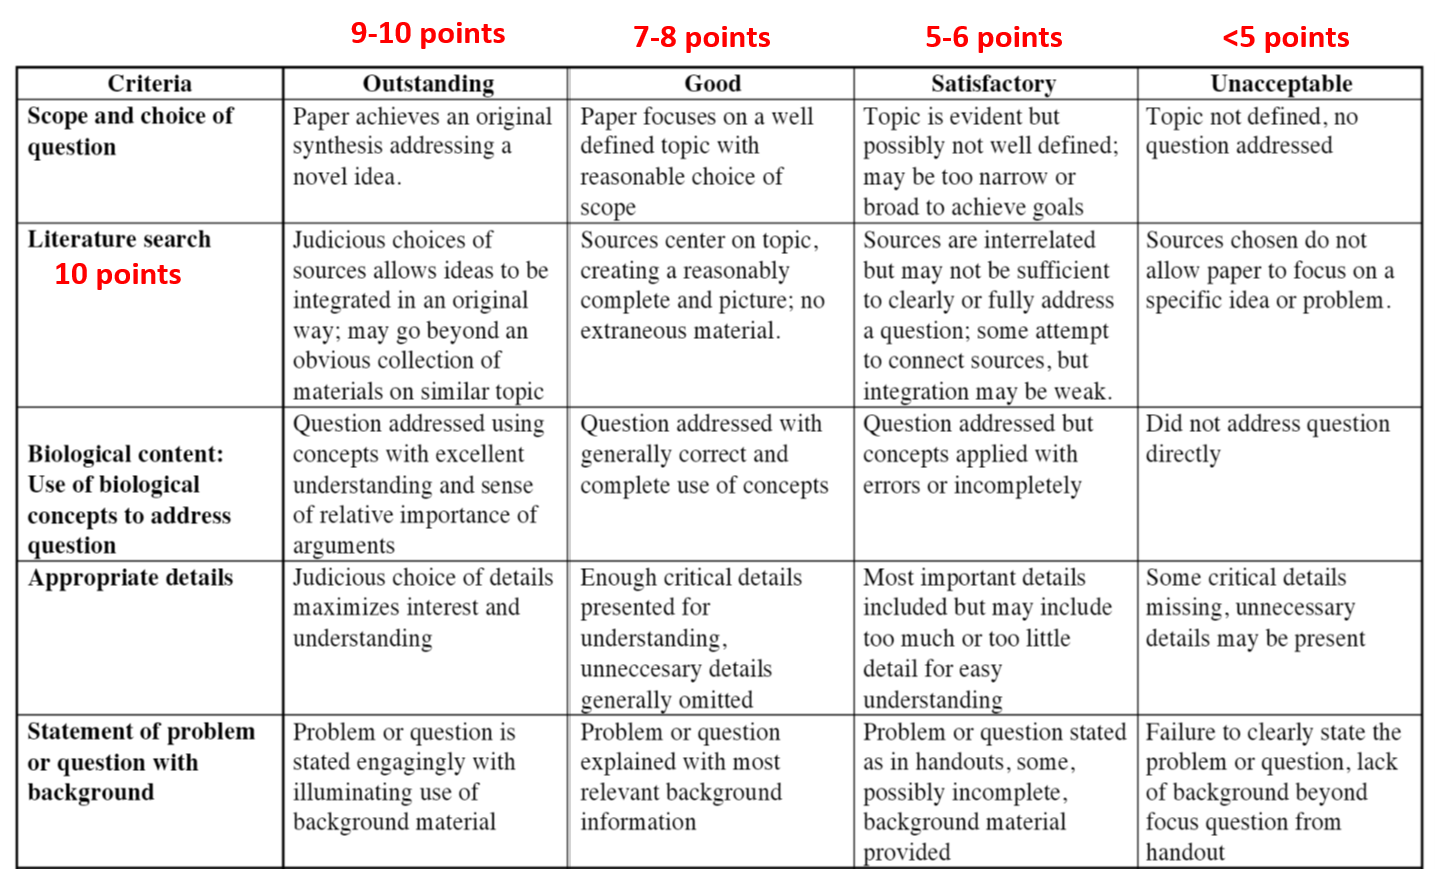 9-10 points
7-8 points
5-6 points
<5 points
Criteria
Outstanding
Good
Satisfactory
Unacceptable
Scope and choice of
question
Paper achieves an original
synthesis addressing a
novel idea.
Paper focuses on a well
defined topic with
reasonable choice of
scope
Topic is evident but
possibly not well defined;
may be too narrow or
broad to achieve goals
Topic not defined, no
question addressed
Literature search
10 points
Judicious choices of
sources allows ideas to be
integrated in an original
way; may go beyond an
obvious collection of
materials on similar topic
Sources center on topic,
creating a reasonably
complete and picture; no
extraneous material.
Sources are interrelated
but may not be sufficient
to clearly or fully address
a question; some attempt
to connect sources, but
integration may be weak.
Sources chosen do not
allow paper to focus on a
specific idea or problem.
Biological content:
Use of biological
concepts to address
question
Question addressed using
concepts with excellent
understanding and sense
of relative importance of
arguments
Question addressed with
generally correct and
complete use of concepts
Question addressed but
concepts applied with
errors or incompletely
Did not address question
directly
Appropriate details
Judicious choice of details
maximizes interest and
understanding
Enough critical details
presented for
understanding,
unneccesary details
generally omitted
Most important details
included but may include
too much or too little
detail for easy
understanding
Some critical details
missing, unnecessary
details may be present
Statement of problem
or question with
background
Problem or question is
stated engagingly with
illuminating use of
background material
Problem or question
explained with most
relevant background
information
Problem or question stated
as in handouts, some,
possibly incomplete,
background material
provided
Failure to clearly state the
problem or question, lack
of background beyond
focus question from
handout